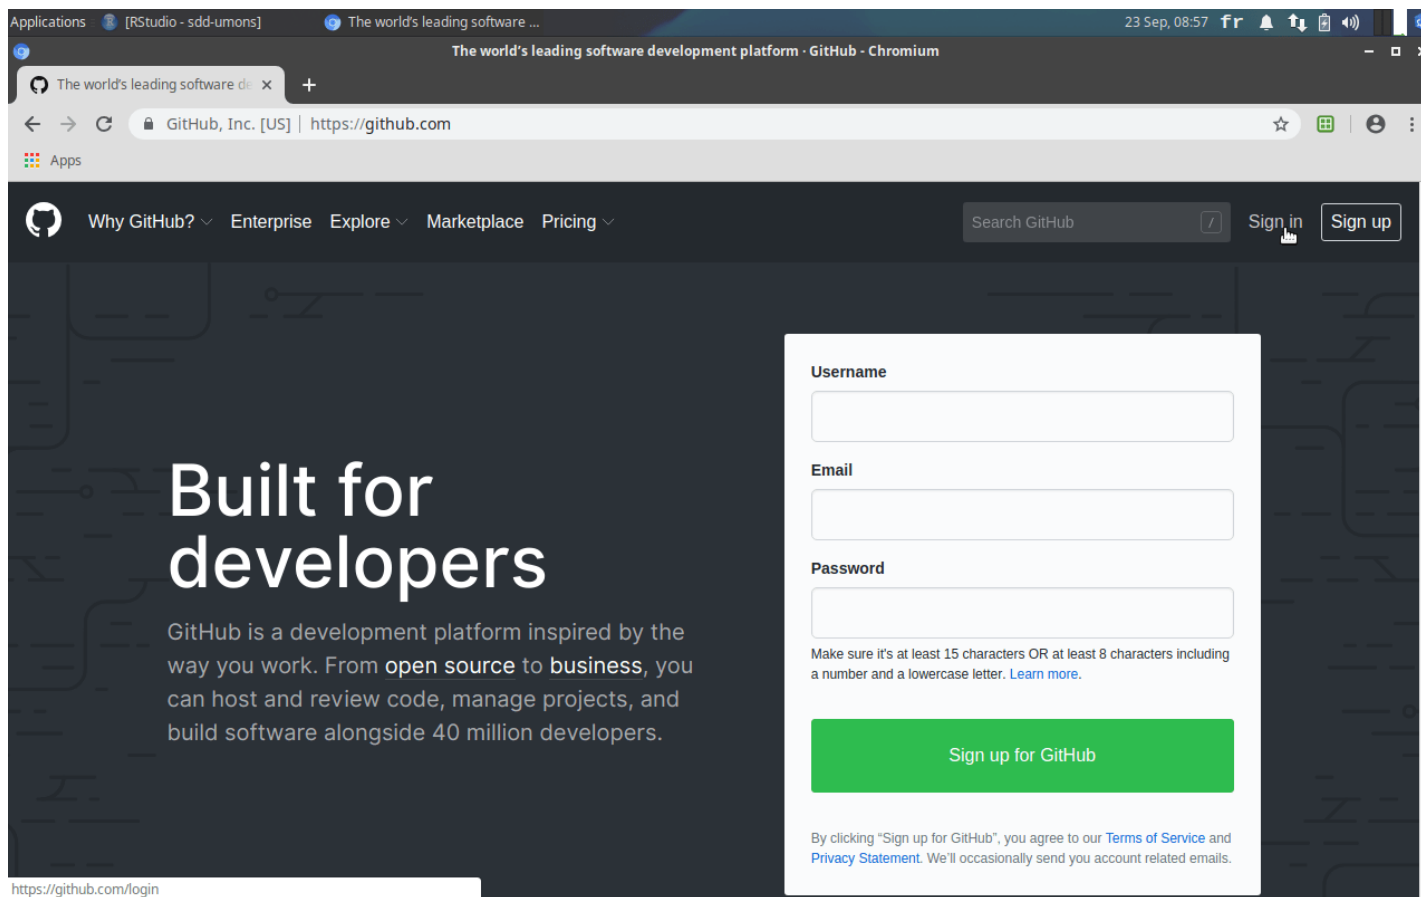 Applications [RStudio - sdd-umons] The world's leading software ... 23 Sep, 08:57 fr
The world's leading software development platform · GitHub - Chromium
The world's leading software de
GitHub, Inc. [US] | https://github.com
Apps
Why GitHub? Enterprise Explore Marketplace Pricing Search GitHub / Sign in Sign up
Built for
developers
GitHub is a development platform inspired by the
way you work. From open source to business, you
can host and review code, manage projects, and
build software alongside 40 million developers.
Username
Email
Password
Make sure it's at least 15 characters OR at least 8 characters including
a number and a lowercase letter. Learn more.
Sign up for GitHub
By clicking “Sign up for GitHub”, you agree to our Terms of Service and
Privacy Statement. We'll occasionally send you account related emails.
https://github.com/login